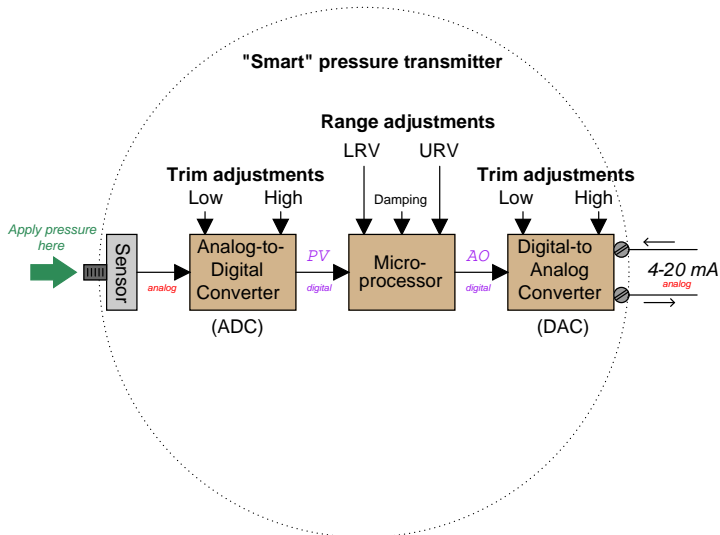 "Smart" pressure transmitter
Range adjustments
LRV URV
Trim adjustments
Low High
Damping
Trim adjustments
Low High
Apply pressure
here
Sensor
analog
Analog-to-
Digital
Converter
(ADC)
PV
digital
Micro-
processor
AO
digital
Digital-to
Analog
Converter
(DAC)
4-20 mA
analog